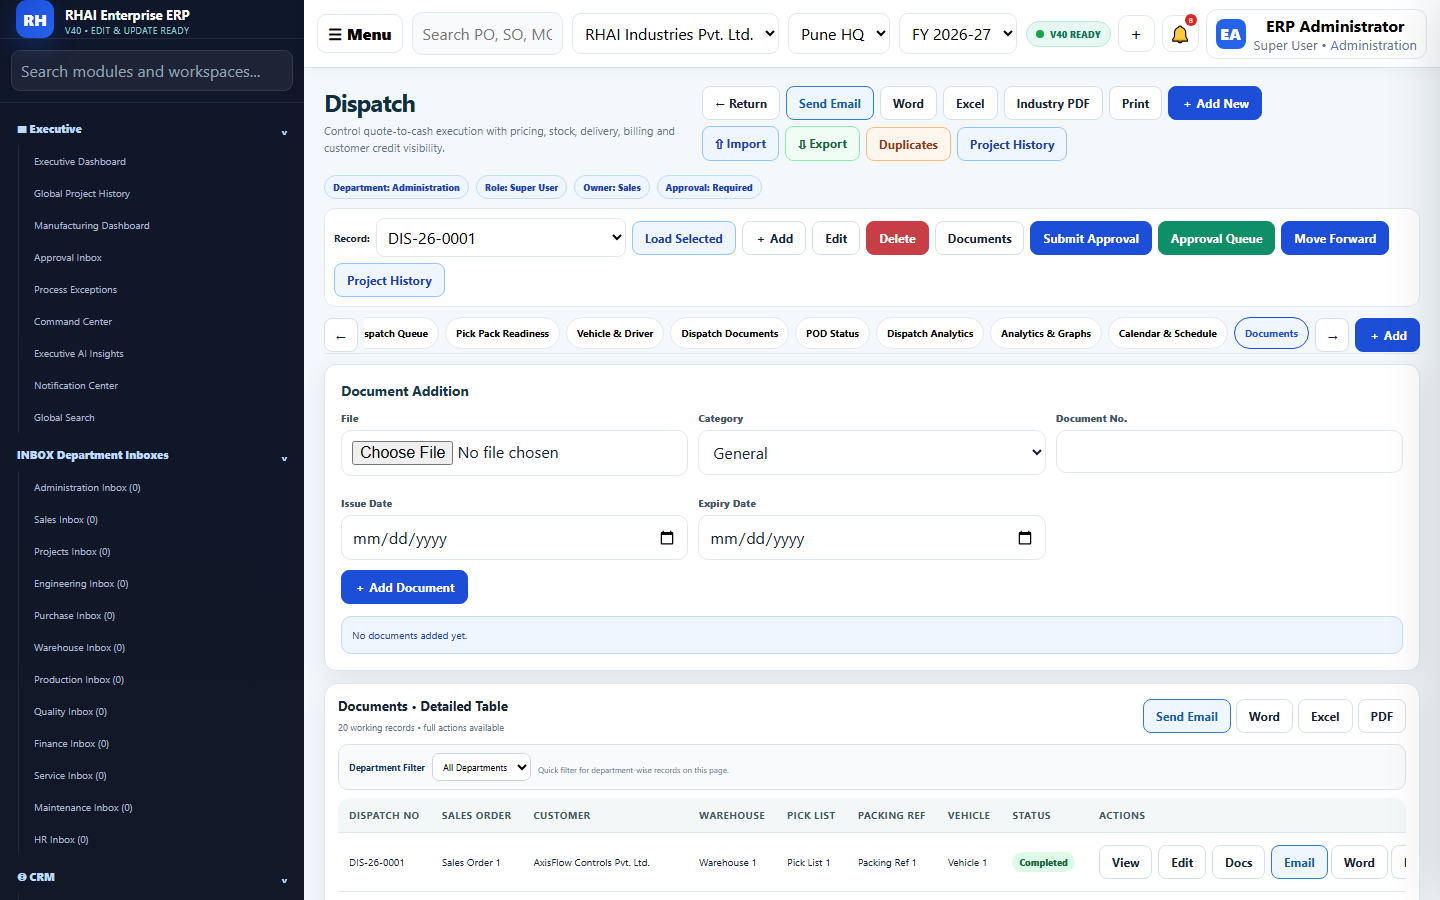 RH
RHAI Enterprise ERP
V40 • EDIT & UPDATE READY
Search modules and workspaces...
Executive
Executive Dashboard
Global Project History
Manufacturing Dashboard
Approval Inbox
Process Exceptions
Command Center
Executive AI Insights
Notification Center
Global Search
INBOX Department Inboxes
Administration Inbox (0)
Sales Inbox (0)
Projects Inbox (0)
Engineering Inbox (0)
Purchase Inbox (0)
Warehouse Inbox (0)
Production Inbox (0)
Quality Inbox (0)
Finance Inbox (0)
Service Inbox (0)
Maintenance Inbox (0)
HR Inbox (0)
CRM
☰ Menu
Search PO, SO, MC
RHAI Industries Pvt. Ltd.
Pune HQ
FY 2026-27
V40 READY
+
8
EA
ERP Administrator
Super User • Administration
Dispatch
Control quote-to-cash execution with pricing, stock, delivery, billing and
customer credit visibility.
← Return
Send Email
Word
Excel
Industry PDF
Print
+ Add New
⇧ Import
⇩ Export
Duplicates
Project History
Department: Administration
Role: Super User
Owner: Sales
Approval: Required
Record:
DIS-26-0001
Load Selected
+ Add
Edit
Delete
Documents
Submit Approval
Approval Queue
Move Forward
Project History
←
spatch Queue
Pick Pack Readiness
Vehicle & Driver
Dispatch Documents
POD Status
Dispatch Analytics
Analytics & Graphs
Calendar & Schedule
Documents
→
+ Add
Document Addition
File
Category
Document No.
Choose File No file chosen
General
Issue Date
Expiry Date
mm/dd/yyyy
mm/dd/yyyy
+ Add Document
No documents added yet.
Documents • Detailed Table
20 working records • full actions available
Send Email
Word
Excel
PDF
Department Filter
All Departments
Quick filter for department-wise records on this page.
DISPATCH NO SALES ORDER CUSTOMER WAREHOUSE PICK LIST PACKING REF VEHICLE STATUS ACTIONS
DIS-26-0001 Sales Order 1 AxisFlow Controls Pvt. Ltd. Warehouse 1 Pick List 1 Packing Ref 1 Vehicle 1 Completed View Edit Docs Email Word